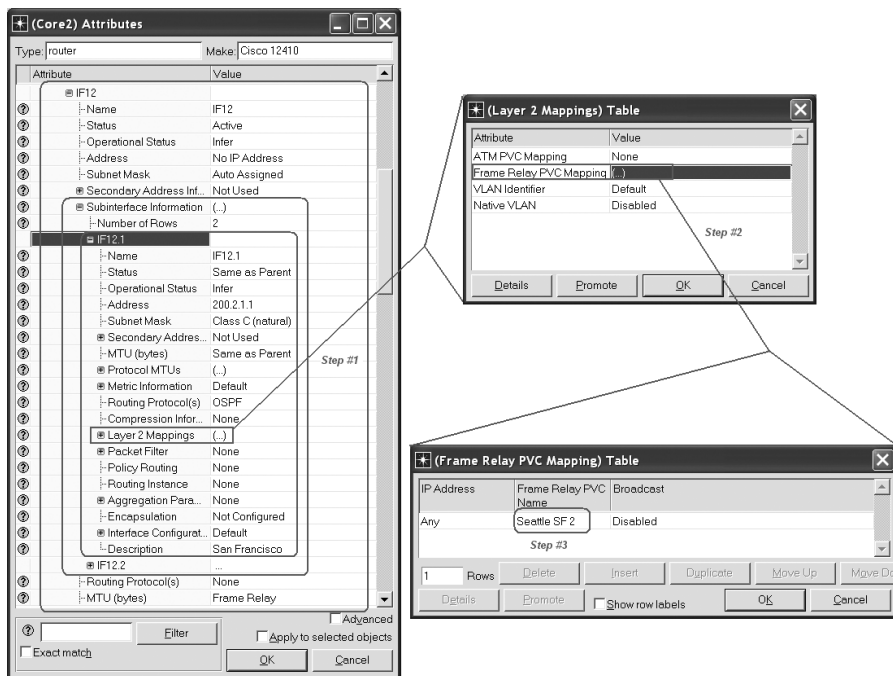 (Core2) Attributes
Type: router Make: Cisco 12410
Attribute Value
IF12
Name IF12
Status Active
Operational Status Infer
Address No IP Address
Subnet Mask Auto Assigned
Secondary Address Inf... Not Used
Subinterface Information (...)
Number of Rows 2
IF12.1
Name IF12.1
Status Same as Parent
Operational Status Infer
Address 200.2.1.1
Subnet Mask Class C (natural)
Secondary Addres... Not Used
MTU (bytes) Same as Parent
Protocol MTUs (...)
Metric Information Default
Routing Protocol(s) OSPF
Compression Infor... None
Layer 2 Mappings (...)
Packet Filter None
Policy Routing None
Routing Instance None
Aggregation Para... None
Encapsulation Not Configured
Interface Configurat... Default
Description San Francisco
IF12.2 ...
Routing Protocol(s) None
MTU (bytes) Frame Relay
Step #1
Advanced
Filter
Apply to selected objects
Exact match
OK Cancel
(Layer 2 Mappings) Table
Attribute Value
ATM PVC Mapping None
Frame Relay PVC Mapping (...)
VLAN Identifier Default
Native VLAN Disabled
Step #2
Details Promote OK Cancel
(Frame Relay PVC Mapping) Table
IP Address Frame Relay PVC Broadcast
Name
Any Seattle SF 2 Disabled
Step #3
1 Rows Delete Insert Duplicate Move Up Move Do
Details Promote Show row labels OK Cancel